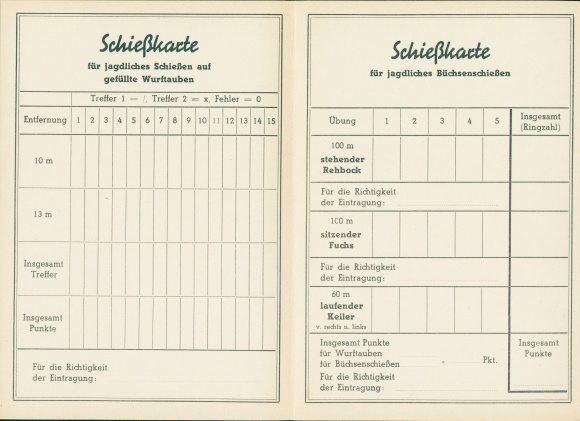 Schießkarte
für jagdliches Schießen auf
gefüllte Wurftauben
Treffer 1 = /, Treffer 2 = x, Fehler = 0
Entfernung 1 2 3 4 5 6 7 8 9 10 11 12 13 14 15
10 m
13 m
Insgesamt
Treffer
Insgesamt
Punkte
Für die Richtigkeit
der Eintragung:
Schießkarte
für jagdliches Büchsenschießen
Übung 1 2 3 4 5 Insgesamt
(Ringzahl)
100 m
stehender
Rehbock
Für die Richtigkeit
der Eintragung:
100 m
sitzender
Fuchs
Für die Richtigkeit
der Eintragung:
60 m
laufender
Keiler
v. rechts n. links
Insgesamt Punkte
für Wurftauben
für Büchsenschießen Pkt.
Insgesamt
Punkte
Für die Richtigkeit
der Eintragung: